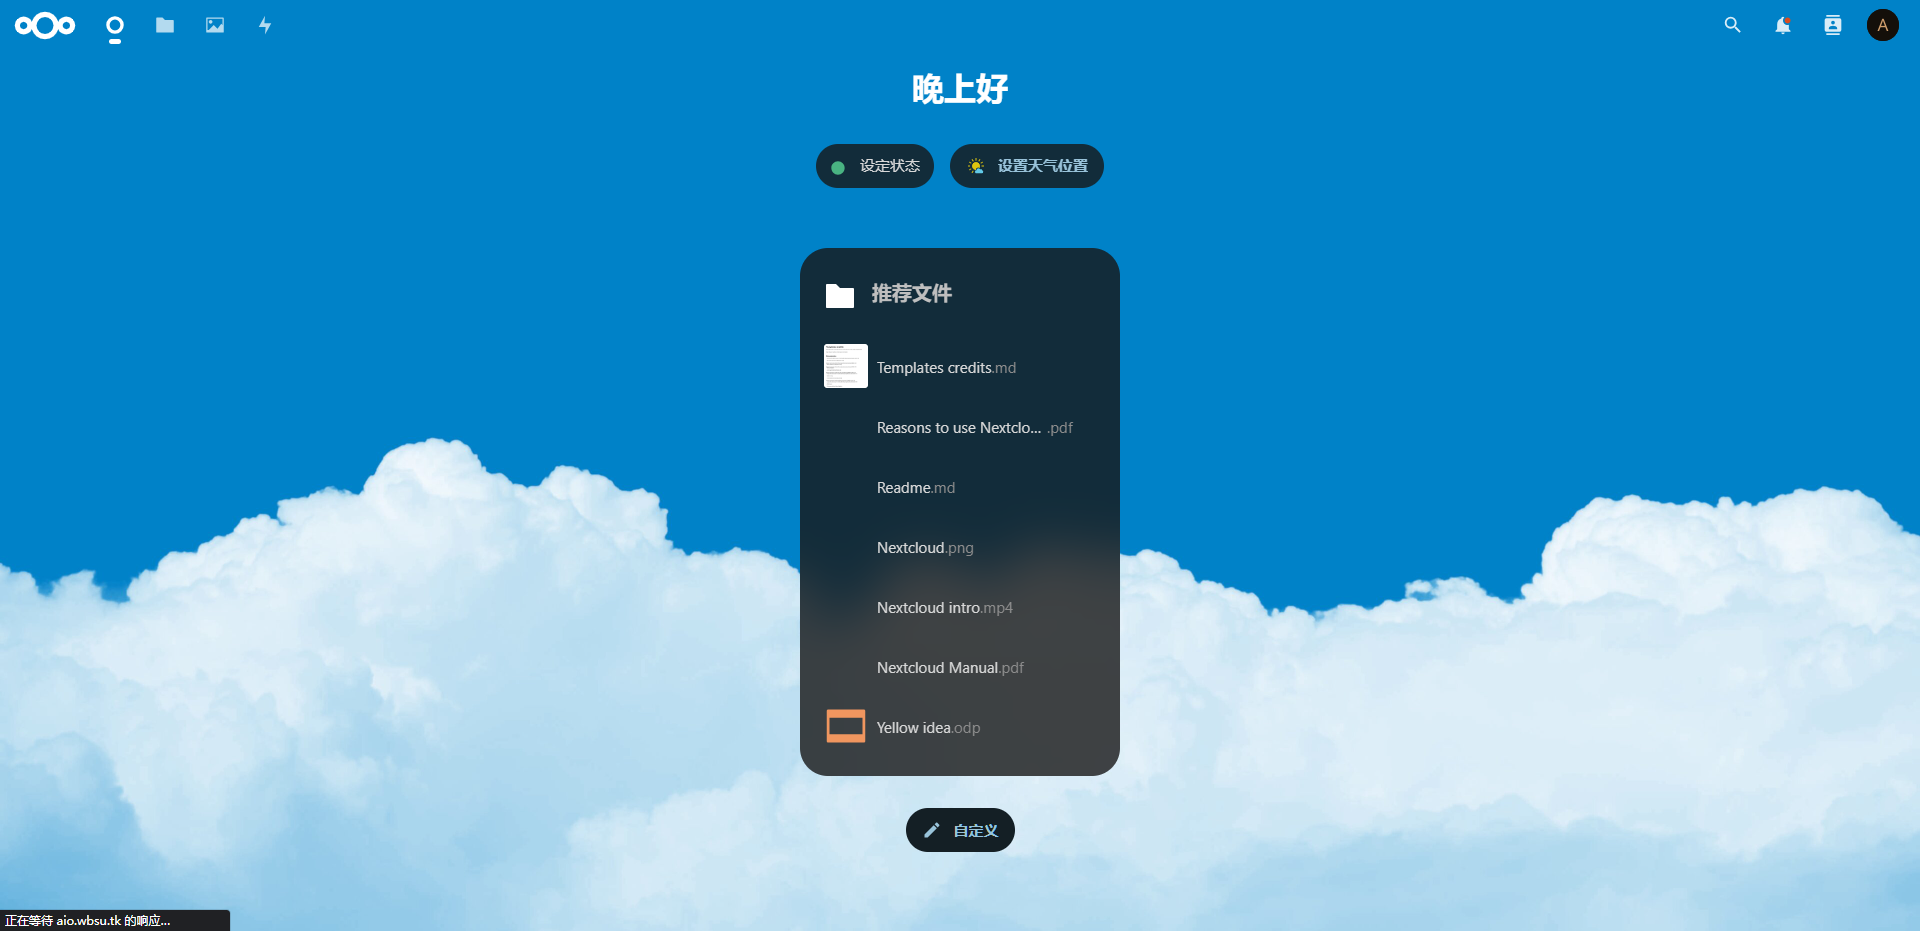 A
晚上好
设定状态
设置天气位置
推荐文件
Templates credits.md
Reasons to use Nextclo... .pdf
Readme.md
Nextcloud.png
Nextcloud intro.mp4
Nextcloud Manual.pdf
Yellow idea.odp
自定义
正在等待 aio.wbsu.tk 的响应...